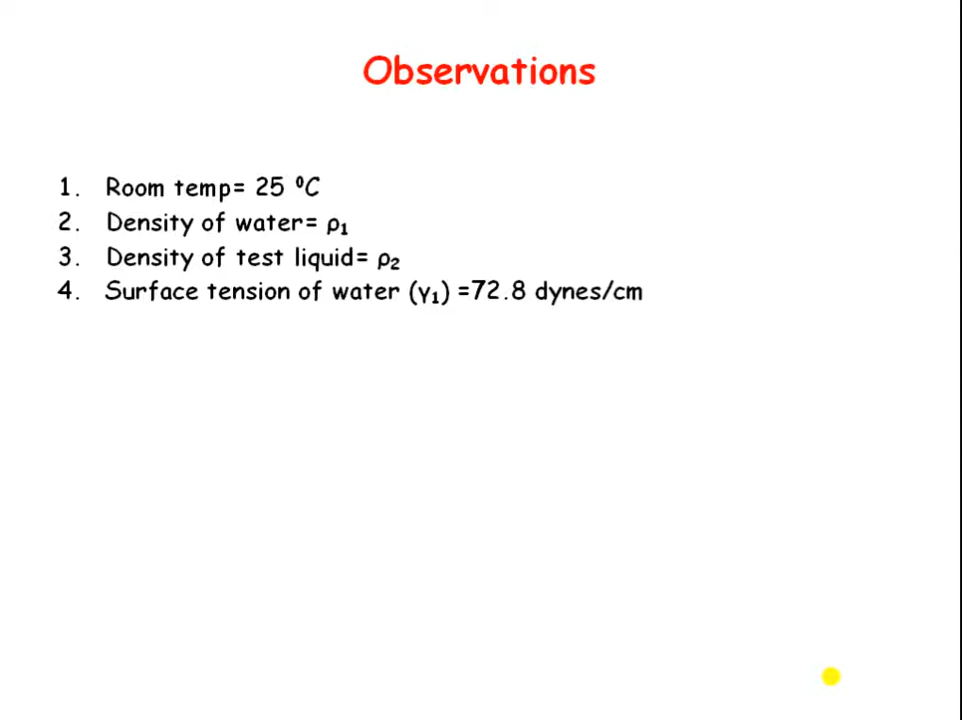 Observations
1. Room temp= 25 ⁰C
2. Density of water= ρ₁
3. Density of test liquid= ρ₂
4. Surface tension of water (γ₁) =72.8 dynes/cm